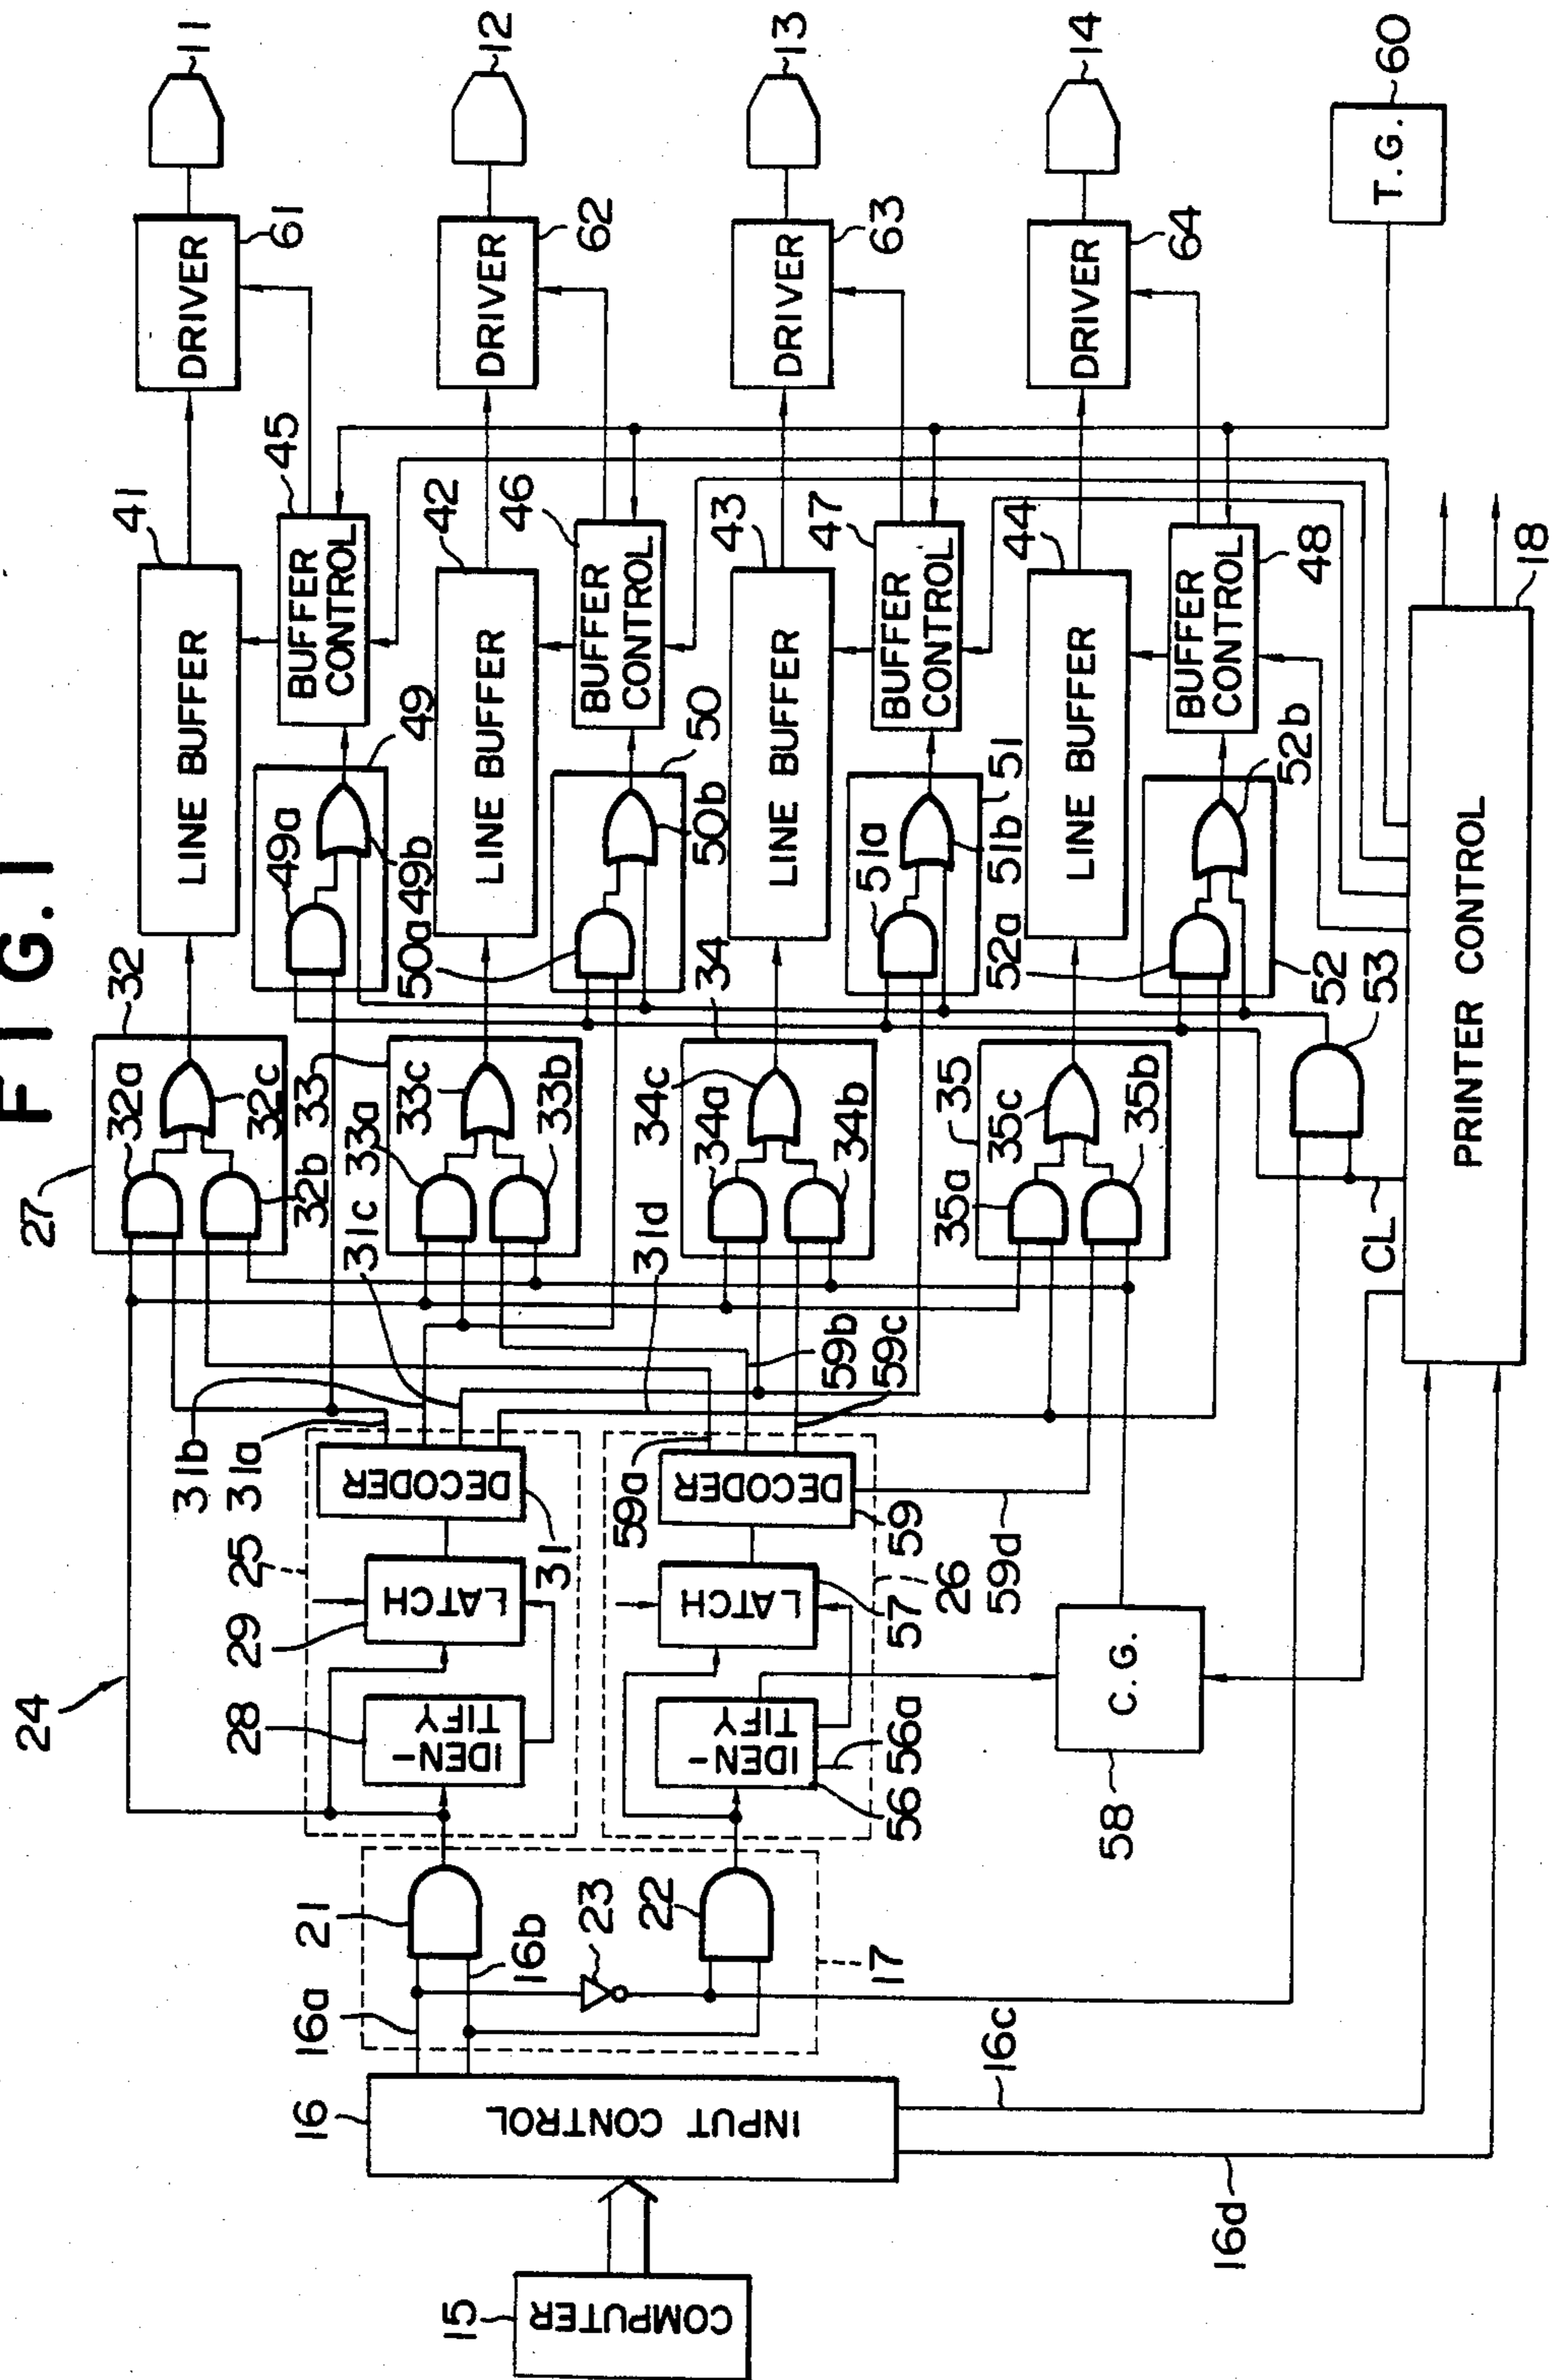 FIG.1
24
27
32
32a
32c
32b
41
LINE BUFFER
DRIVER
61
11
45
BUFFER
CONTROL
49
49a
49b
31b
31a
25
31c
33
33a
33c
33b
42
LINE BUFFER
DRIVER
62
12
46
BUFFER
CONTROL
50
50a
50b
28
IDEN-
TIFY
29
LATCH
DECODER
31
31d
34
34a
34c
34b
43
LINE BUFFER
DRIVER
63
13
47
BUFFER
CONTROL
51
51a
51b
15
COMPUTER
16
INPUT CONTROL
16a
16b
21
23
22
17
56
56a
IDEN-
TIFY
57
LATCH
59a
DECODER
59
26
59b
59c
59d
35
35a
35c
35b
44
LINE BUFFER
DRIVER
64
14
48
BUFFER
CONTROL
52
52a
52b
53
58
C.G.
T.G.
60
16c
16d
CL
PRINTER CONTROL
18